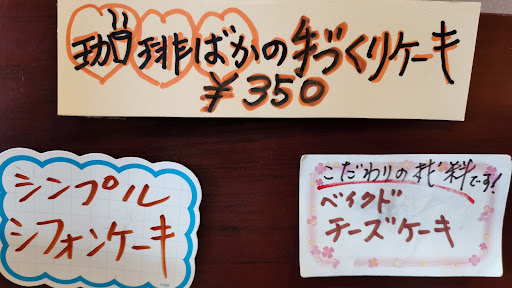 珈琲ばかの手づくりケーキ
¥350
シンプル
シフォンケーキ
こだわりの材料です!
ベイクド
チーズケーキ